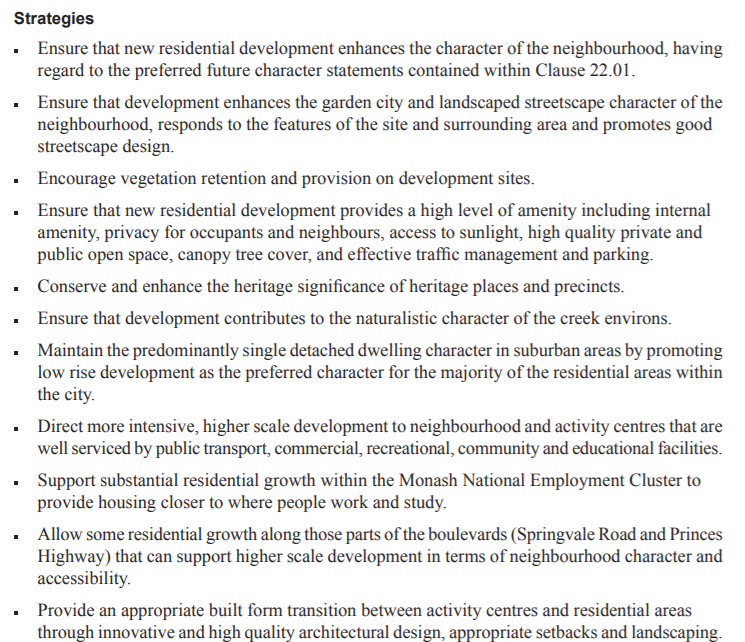 Strategies
▪ Ensure that new residential development enhances the character of the neighbourhood, having
regard to the preferred future character statements contained within Clause 22.01.
▪ Ensure that development enhances the garden city and landscaped streetscape character of the
neighbourhood, responds to the features of the site and surrounding area and promotes good
streetscape design.
▪ Encourage vegetation retention and provision on development sites.
▪ Ensure that new residential development provides a high level of amenity including internal
amenity, privacy for occupants and neighbours, access to sunlight, high quality private and
public open space, canopy tree cover, and effective traffic management and parking.
▪ Conserve and enhance the heritage significance of heritage places and precincts.
▪ Ensure that development contributes to the naturalistic character of the creek environs.
▪ Maintain the predominantly single detached dwelling character in suburban areas by promoting
low rise development as the preferred character for the majority of the residential areas within
the city.
▪ Direct more intensive, higher scale development to neighbourhood and activity centres that are
well serviced by public transport, commercial, recreational, community and educational facilities.
▪ Support substantial residential growth within the Monash National Employment Cluster to
provide housing closer to where people work and study.
▪ Allow some residential growth along those parts of the boulevards (Springvale Road and Princes
Highway) that can support higher scale development in terms of neighbourhood character and
accessibility.
▪ Provide an appropriate built form transition between activity centres and residential areas
through innovative and high quality architectural design, appropriate setbacks and landscaping.